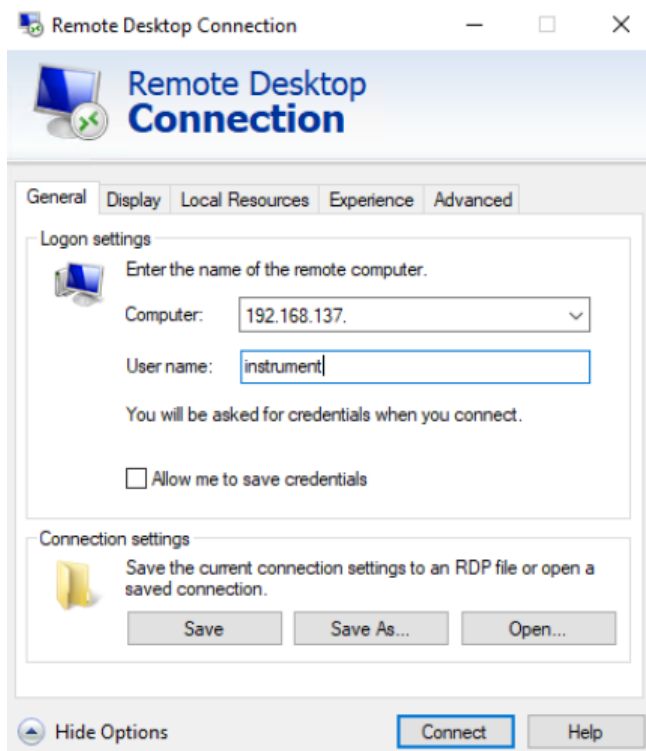 Remote Desktop Connection
Remote Desktop
Connection
General Display Local Resources Experience Advanced
Logon settings
Enter the name of the remote computer.
Computer: 192.168.137.
User name: instrument
You will be asked for credentials when you connect.
Allow me to save credentials
Connection settings
Save the current connection settings to an RDP file or open a
saved connection.
Save Save As... Open...
Hide Options Connect Help